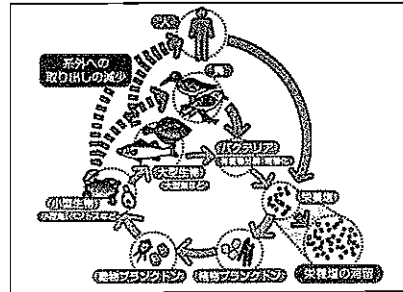 人
系外への
取り出しの減少
鳥
バクテリア
大型生物
小型生物
栄養塩
動物プランクトン
植物プランクトン
栄養塩の滞留